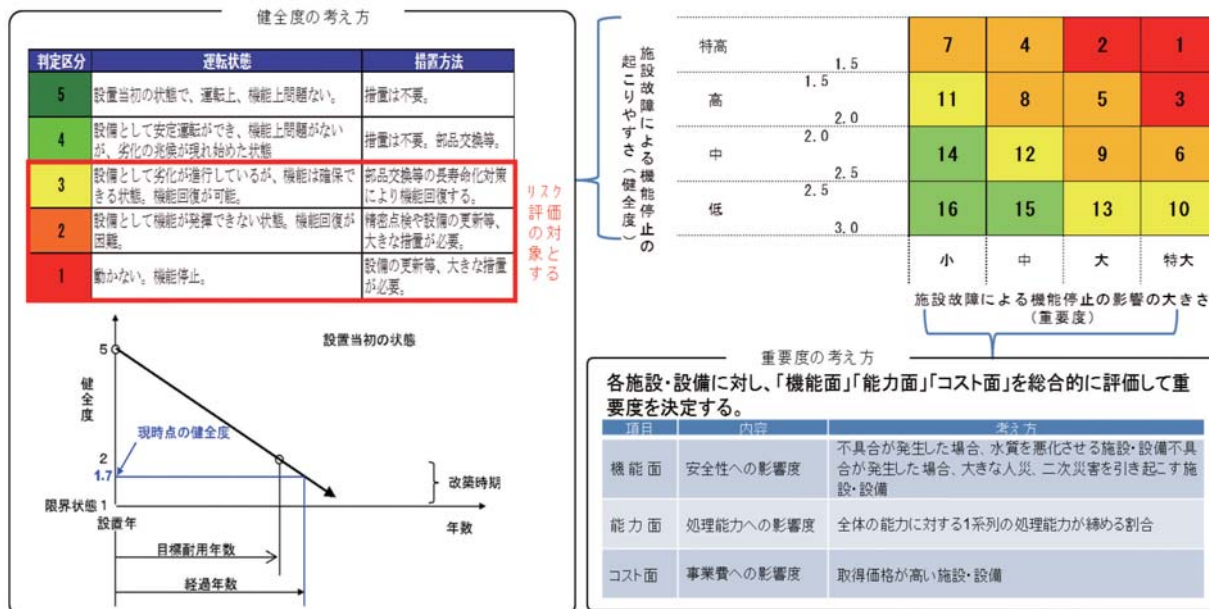 健全度の考え方
判定区分 運転状態 措置方法
5 設置当初の状態で、運転上、機能上問題ない。 措置は不要。
4 設備として安定運転ができ、機能上問題がない
が、劣化の兆候が現れ始めた状態 措置は不要。部品交換等。
3 設備として劣化が進行しているが、機能は確保で
きる状態。機能回復が可能。 部品交換等の長寿命化対策
により機能回復する。
2 設備として機能が発揮できない状態。機能回復が
困難。 精密点検や設備の更新等、
大きな措置が必要。
1 動かない。機能停止。 設備の更新等、大きな措置
が必要。
リスク
評価
の対
象と
する
設置当初の状態
5
健全度
現時点の健全度
2
1.7
改築時期
限界状態 1
設置年
年数
目標耐用年数
経過年数
施設故障による機能停止の
起こりやすさ(健全度)
特高 1.5 7 4 2 1
1.5
高 11 8 5 3
2.0
2.0
中 14 12 9 6
2.5
2.5
低 16 15 13 10
3.0
小 中 大 特大
施設故障による機能停止の影響の大きさ
(重要度)
重要度の考え方
各施設・設備に対し、「機能面」「能力面」「コスト面」を総合的に評価して重
要度を決定する。
項目 内容 考え方
機能面 安全性への影響度 不具合が発生した場合、水質を悪化させる施設・設備不具
合が発生した場合、大きな人災、二次災害を引き起こす施
設・設備
能力面 処理能力への影響度 全体の能力に対する1系列の処理能力が締める割合
コスト面 事業費への影響度 取得価格が高い施設・設備